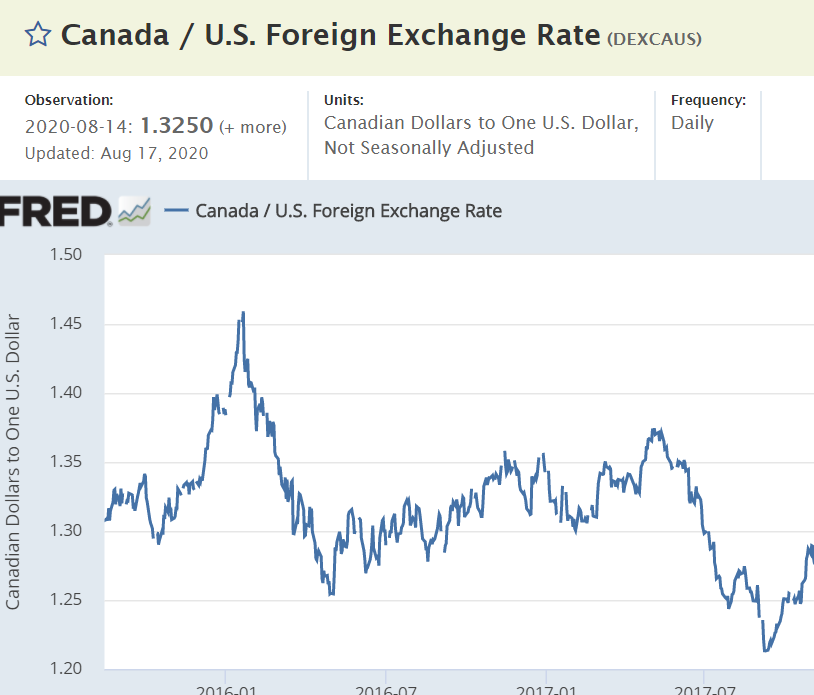 Canada / U.S. Foreign Exchange Rate (DEXCAUS)
Observation:
2020-08-14: 1.3250 (+ more)
Updated: Aug 17, 2020
Units:
Canadian Dollars to One U.S. Dollar,
Not Seasonally Adjusted
Frequency:
Daily
FRED
Canada / U.S. Foreign Exchange Rate
Canadian Dollars to One U.S. Dollar
1.50
1.45
1.40
1.35
1.30
1.25
1.20
2016-01
2016-07
2017-01
2017-07